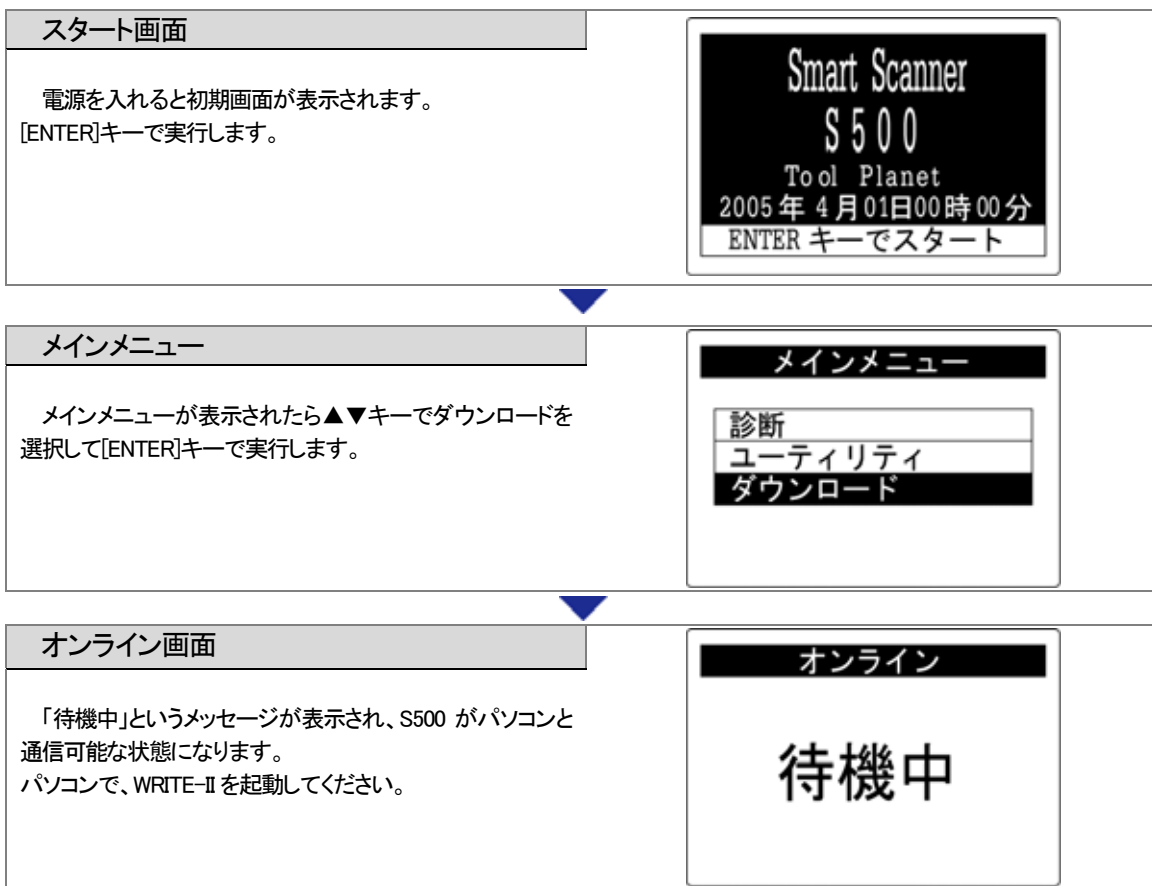 スタート画面
電源を入れると初期画面が表示されます。
[ENTER]キーで実行します。
Smart Scanner
S500
Tool Planet
2005年 4月01日00時00分
ENTER キーでスタート
メインメニュー
メインメニューが表示されたら▲▼キーでダウンロードを
選択して[ENTER]キーで実行します。
メインメニュー
診断
ユーティリティ
ダウンロード
オンライン画面
「待機中」というメッセージが表示され、S500 がパソコンと
通信可能な状態になります。
パソコンで、WRITE-Ⅱを起動してください。
オンライン
待機中